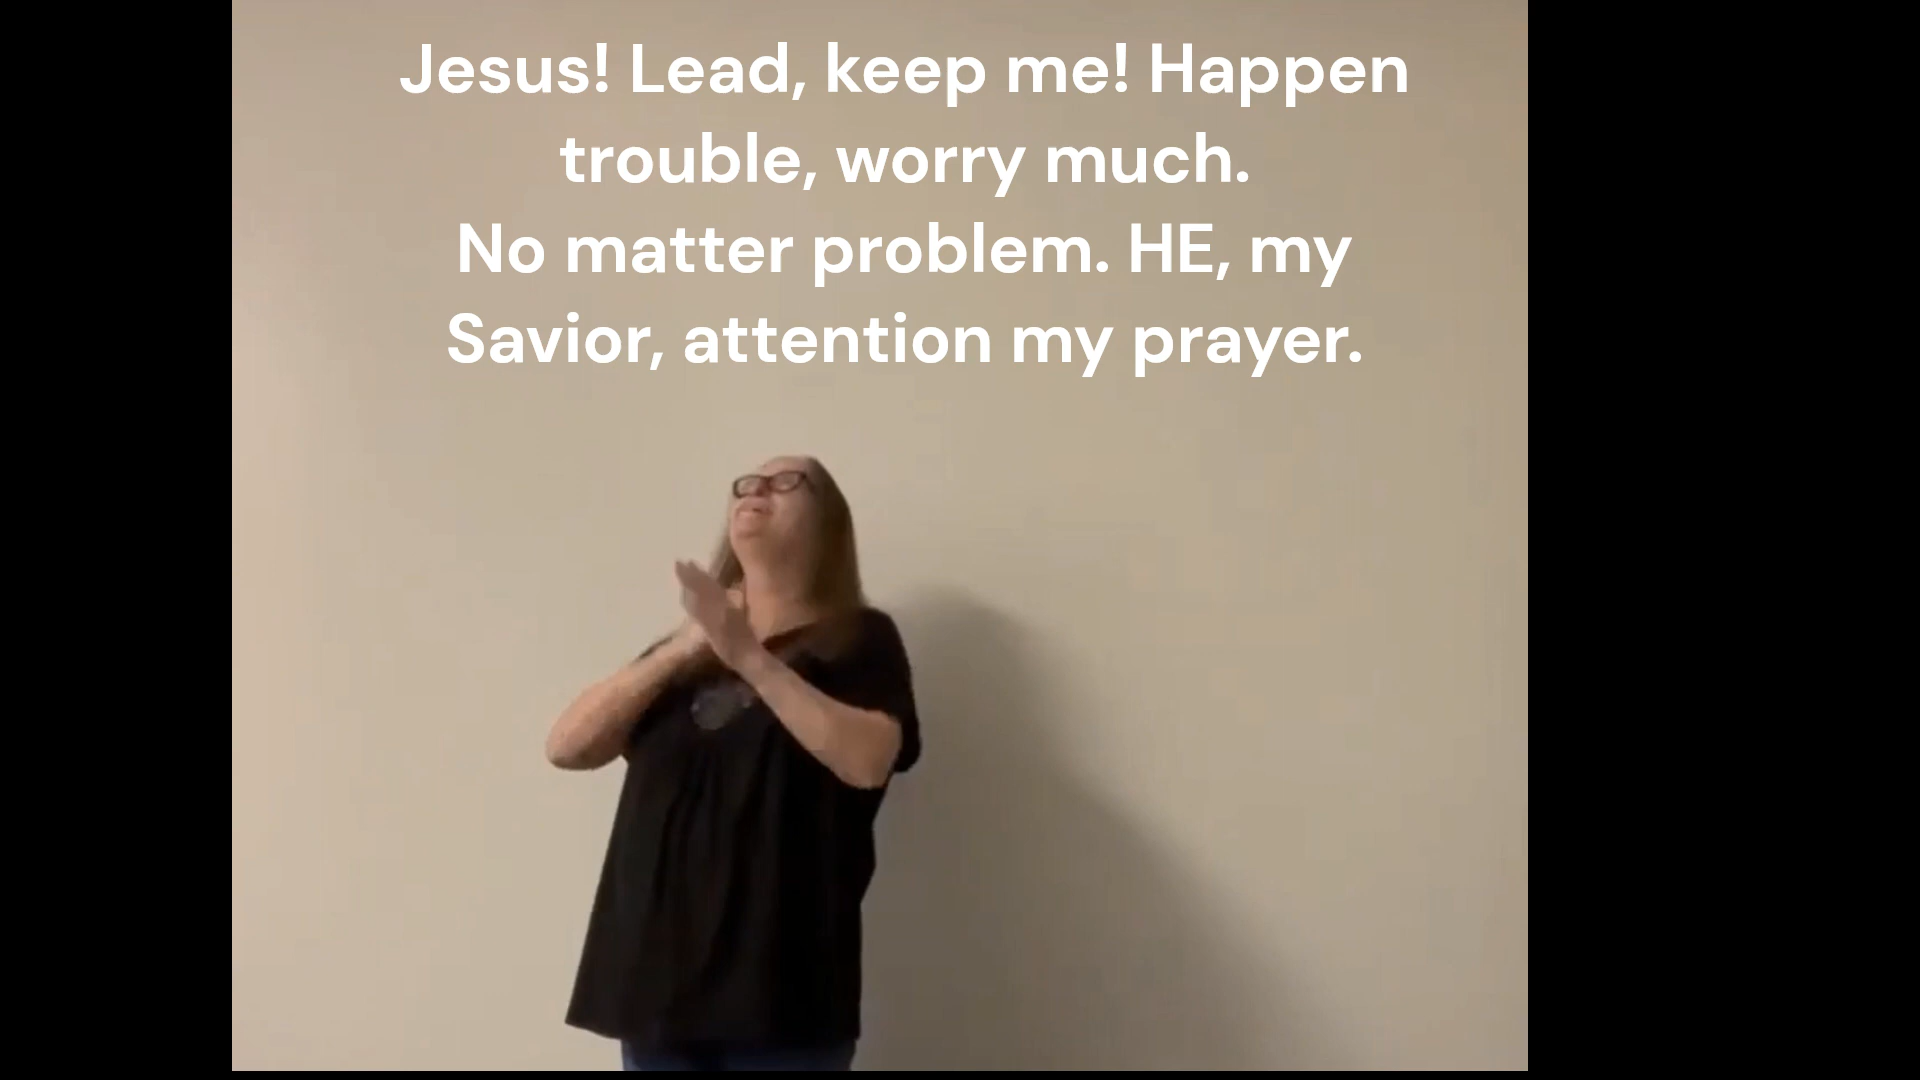 Jesus! Lead, keep me! Happen
trouble, worry much.
No matter problem. HE, my
Savior, attention my prayer.